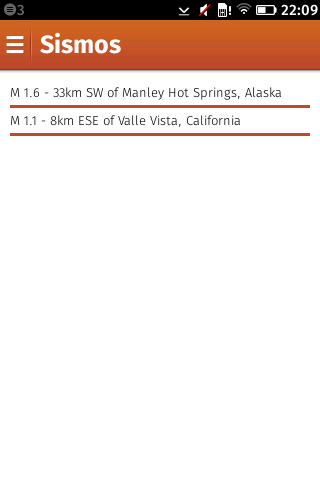 3 22:09
Sismos
M 1.6 - 33km SW of Manley Hot Springs, Alaska
M 1.1 - 8km ESE of Valle Vista, California